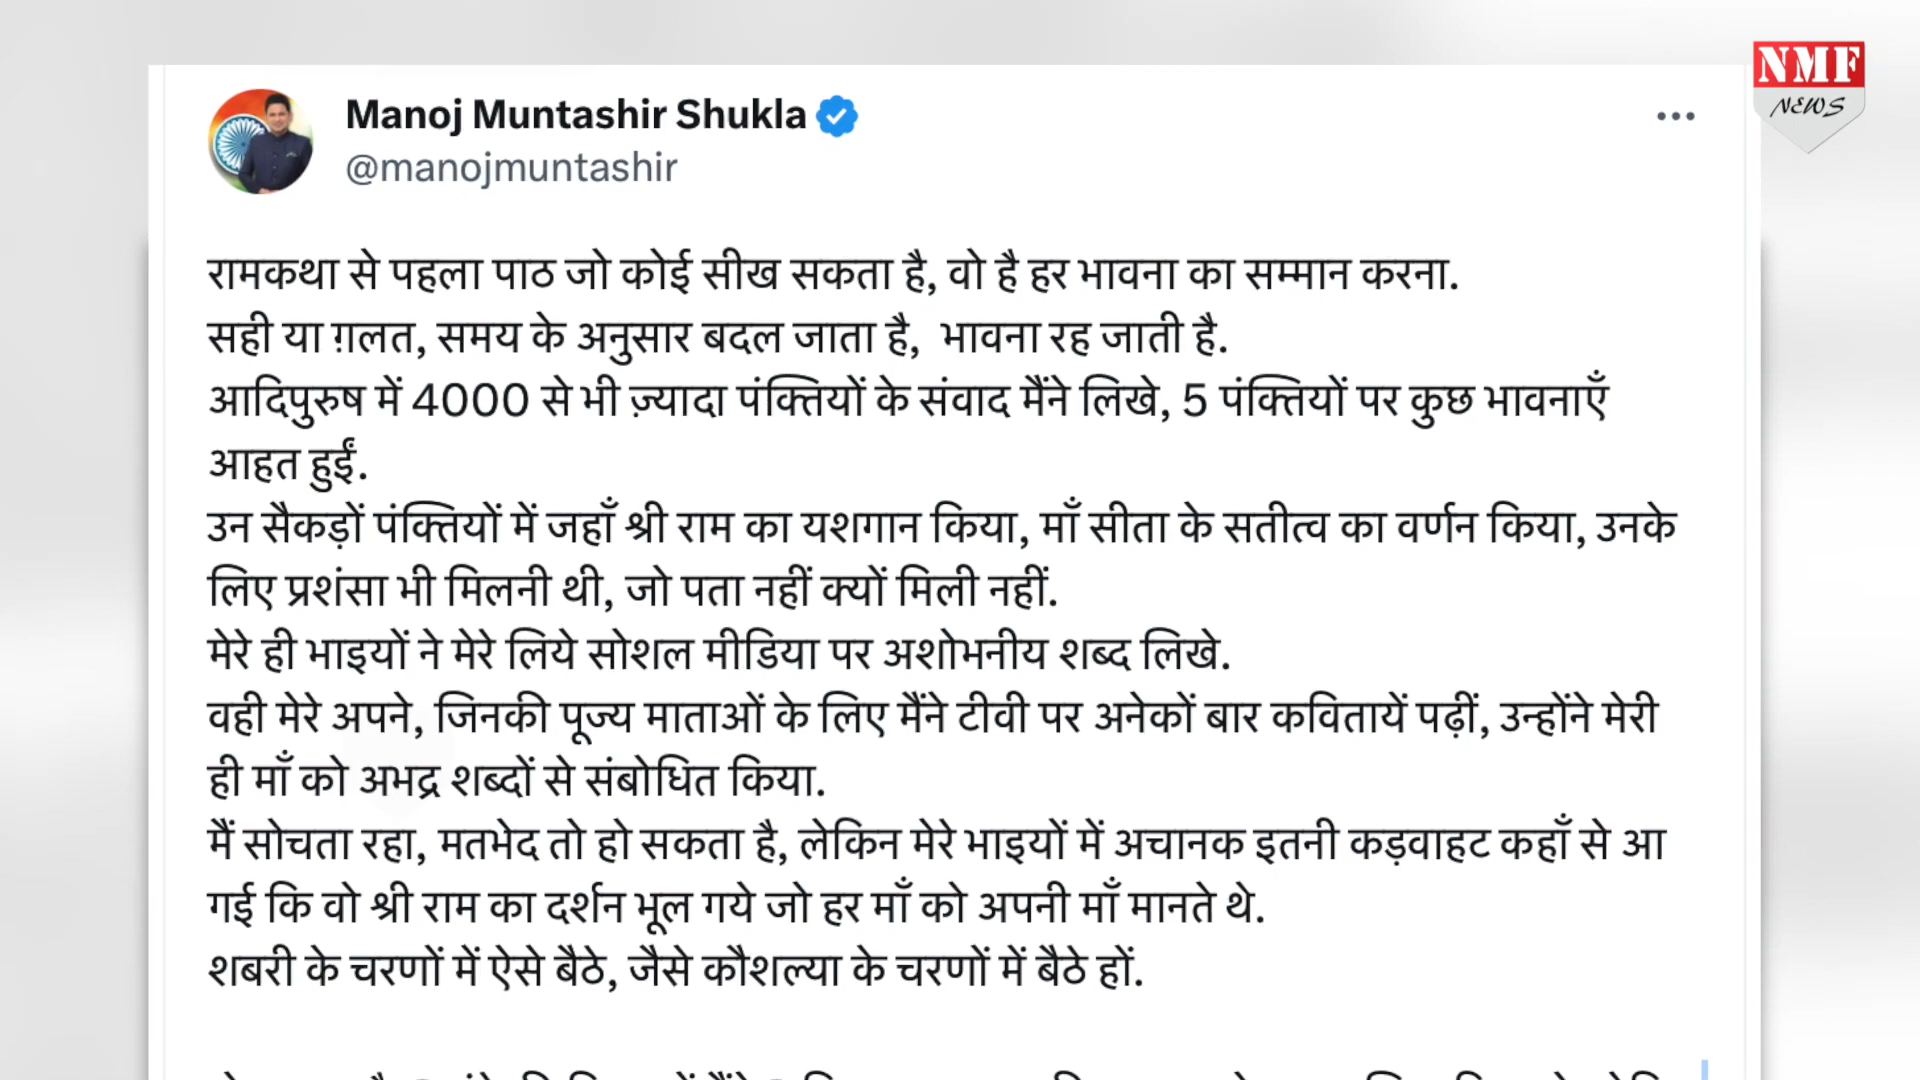 NMF
NEWS
Manoj Muntashir Shukla
@manojmuntashir
रामकथा से पहला पाठ जो कोई सीख सकता है, वो है हर भावना का सम्मान करना.
सही या ग़लत, समय के अनुसार बदल जाता है, भावना रह जाती है.
आदिपुरुष में 4000 से भी ज़्यादा पंक्तियों के संवाद मैंने लिखे, 5 पंक्तियों पर कुछ भावनाएँ
आहत हुईं.
उन सैकड़ों पंक्तियों में जहाँ श्री राम का यशगान किया, माँ सीता के सतीत्व का वर्णन किया, उनके
लिए प्रशंसा भी मिलनी थी, जो पता नहीं क्यों मिली नहीं.
मेरे ही भाइयों ने मेरे लिये सोशल मीडिया पर अशोभनीय शब्द लिखे.
वही मेरे अपने, जिनकी पूज्य माताओं के लिए मैंने टीवी पर अनेकों बार कवितायें पढ़ीं, उन्होंने मेरी
ही माँ को अभद्र शब्दों से संबोधित किया.
मैं सोचता रहा, मतभेद तो हो सकता है, लेकिन मेरे भाइयों में अचानक इतनी कड़वाहट कहाँ से आ
गई कि वो श्री राम का दर्शन भूल गये जो हर माँ को अपनी माँ मानते थे.
शबरी के चरणों में ऐसे बैठे, जैसे कौशल्या के चरणों में बैठे हों.